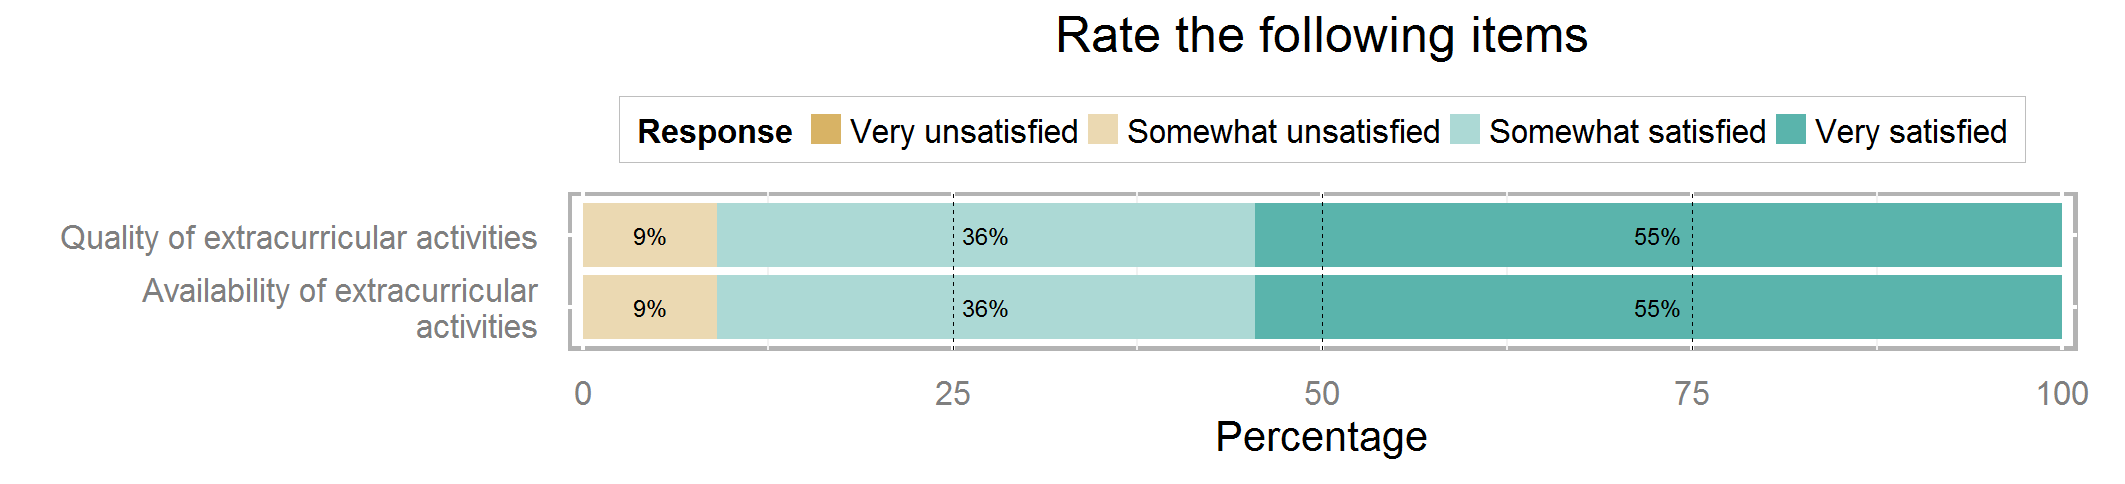 Rate the following items
Response Very unsatisfied Somewhat unsatisfied Somewhat satisfied Very satisfied
Quality of extracurricular activities 9% 36% 55%
Availability of extracurricular
activities 9% 36% 55%
0 25 50 75 100
Percentage